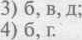 3) б, в, д;
4) б, г.